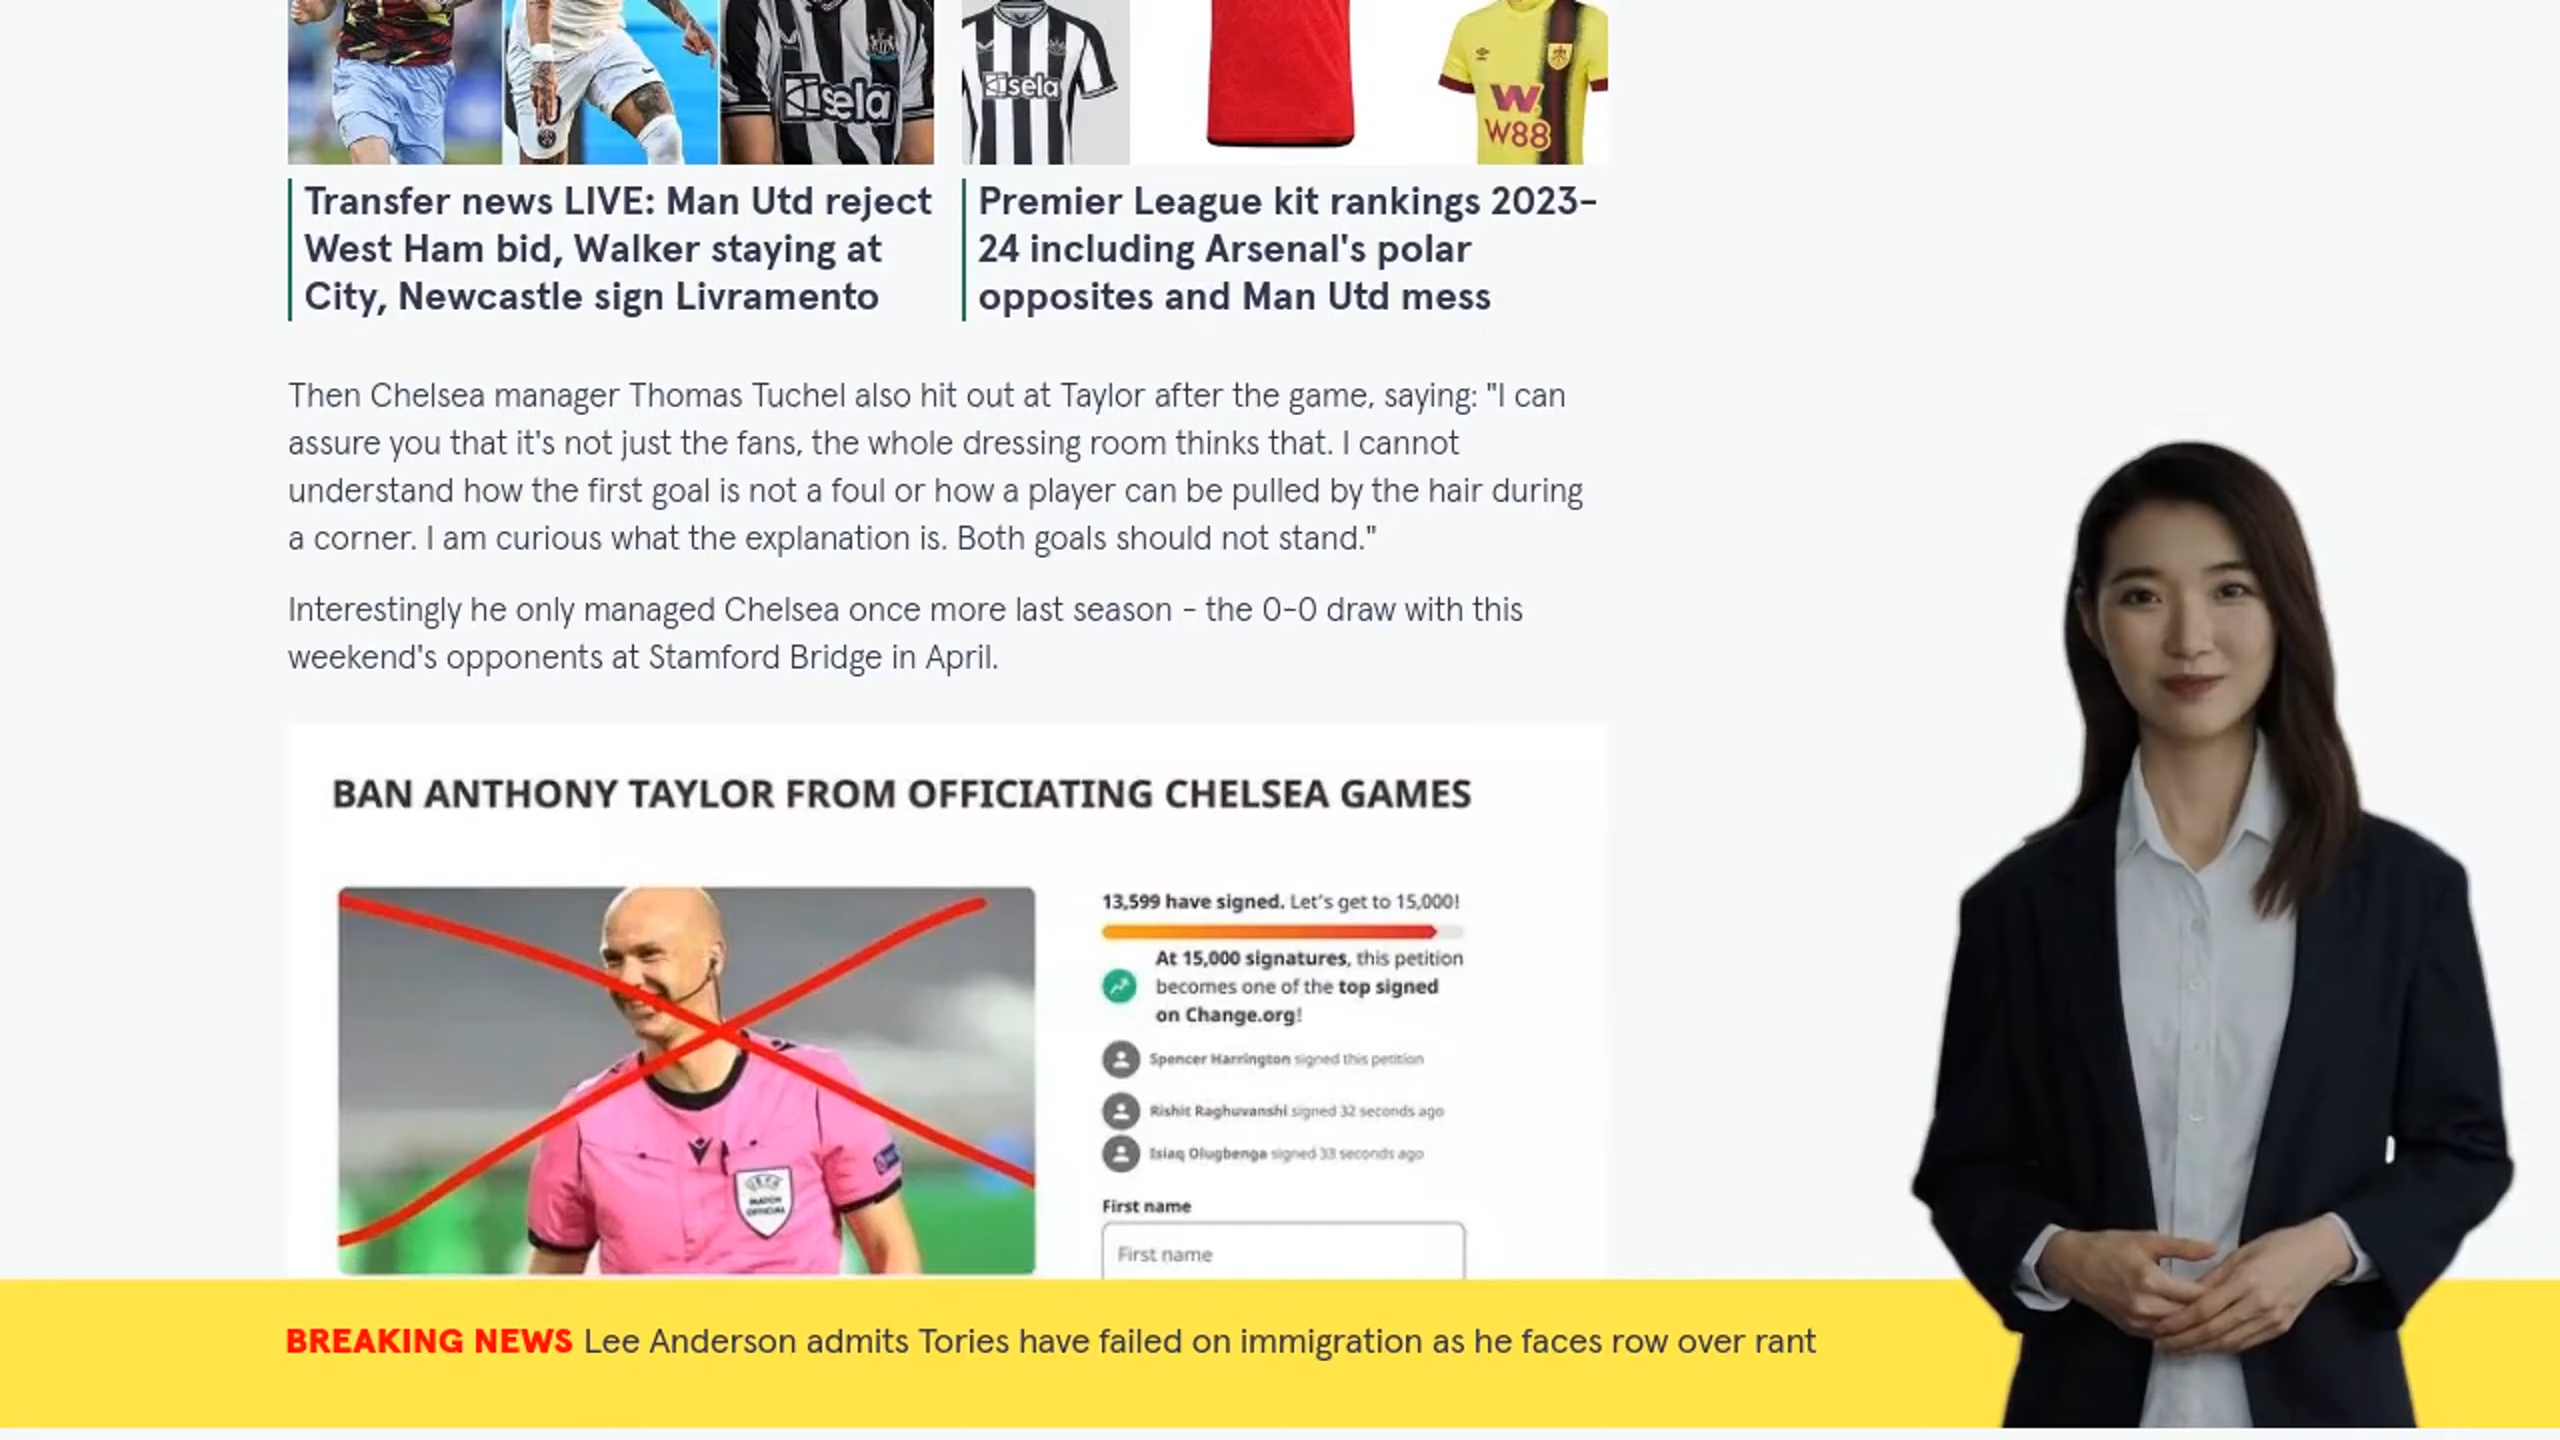 sela
sela
W
W88
Transfer news LIVE: Man Utd reject
West Ham bid, Walker staying at
City, Newcastle sign Livramento
Premier League kit rankings 2023-
24 including Arsenal's polar
opposites and Man Utd mess
Then Chelsea manager Thomas Tuchel also hit out at Taylor after the game, saying: "I can
assure you that it's not just the fans, the whole dressing room thinks that. I cannot
understand how the first goal is not a foul or how a player can be pulled by the hair during
a corner. I am curious what the explanation is. Both goals should not stand."
Interestingly he only managed Chelsea once more last season - the 0-0 draw with this
weekend's opponents at Stamford Bridge in April.
BAN ANTHONY TAYLOR FROM OFFICIATING CHELSEA GAMES
13,599 have signed. Let's get to 15,000!
At 15,000 signatures, this petition
becomes one of the top signed
on Change.org!
Spencer Harrington signed this petition
Rishit Raghuvanshi signed 32 seconds ago
Isiaq Olugbenga signed 33 seconds ago
First name
First name
UEFA
MATCH
OFFICIAL
BREAKING NEWS Lee Anderson admits Tories have failed on immigration as he faces row over rant